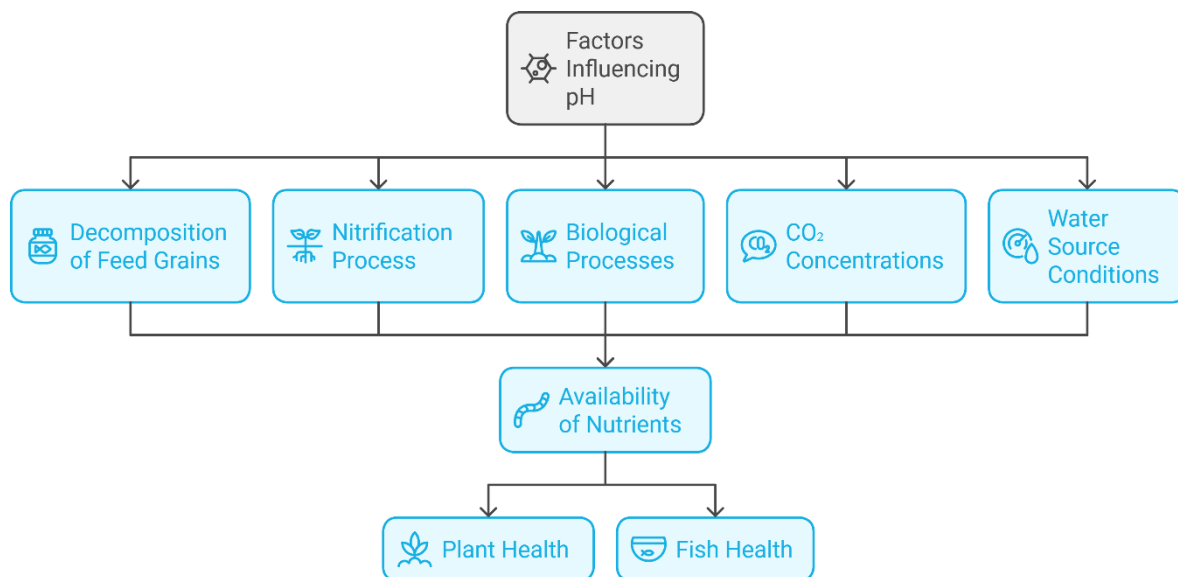 Factors
Influencing
pH
Decomposition
of Feed Grains
Nitrification
Process
Biological
Processes
CO₂
CO₂
Concentrations
Water
Source
Conditions
Availability
of Nutrients
Plant Health
Fish Health